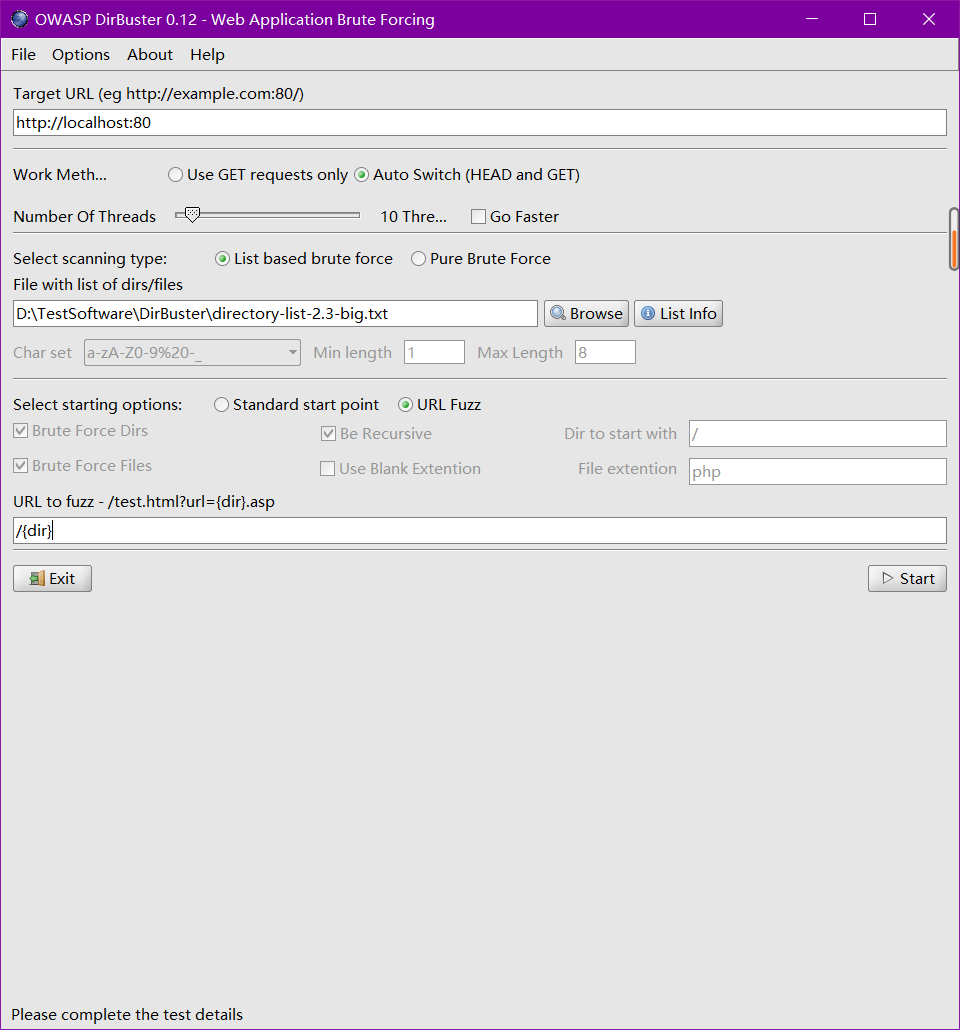 OWASP DirBuster 0.12 - Web Application Brute Forcing
File Options About Help
Target URL (eg http://example.com:80/)
http://localhost:80
Work Meth... Use GET requests only Auto Switch (HEAD and GET)
Number Of Threads 10 Thre... Go Faster
Select scanning type: List based brute force Pure Brute Force
File with list of dirs/files
D:\TestSoftware\DirBuster\directory-list-2.3-big.txt Browse List Info
Char set a-zA-Z0-9%20-_ Min length 1 Max Length 8
Select starting options: Standard start point URL Fuzz
Brute Force Dirs Be Recursive Dir to start with /
Brute Force Files Use Blank Extention File extention php
URL to fuzz - /test.html?url={dir}.asp
/{dir}
Exit Start
Please complete the test details